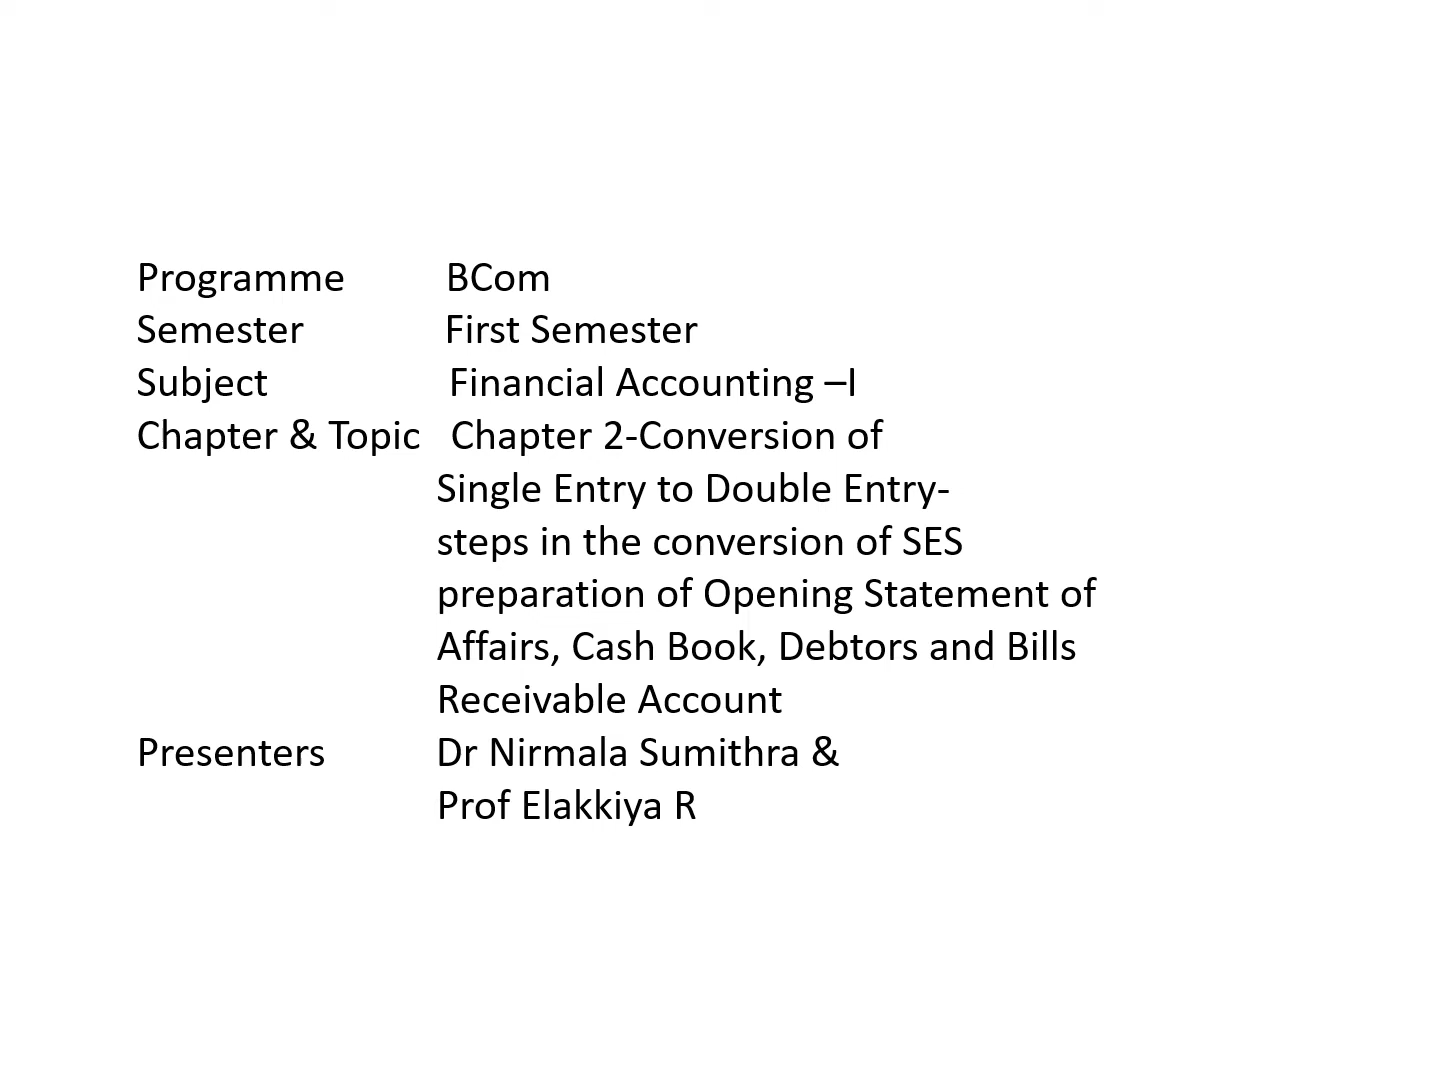 Programme BCom
Semester First Semester
Subject Financial Accounting –I
Chapter & Topic Chapter 2-Conversion of
Single Entry to Double Entry-
steps in the conversion of SES
preparation of Opening Statement of
Affairs, Cash Book, Debtors and Bills
Receivable Account
Presenters Dr Nirmala Sumithra &
Prof Elakkiya R